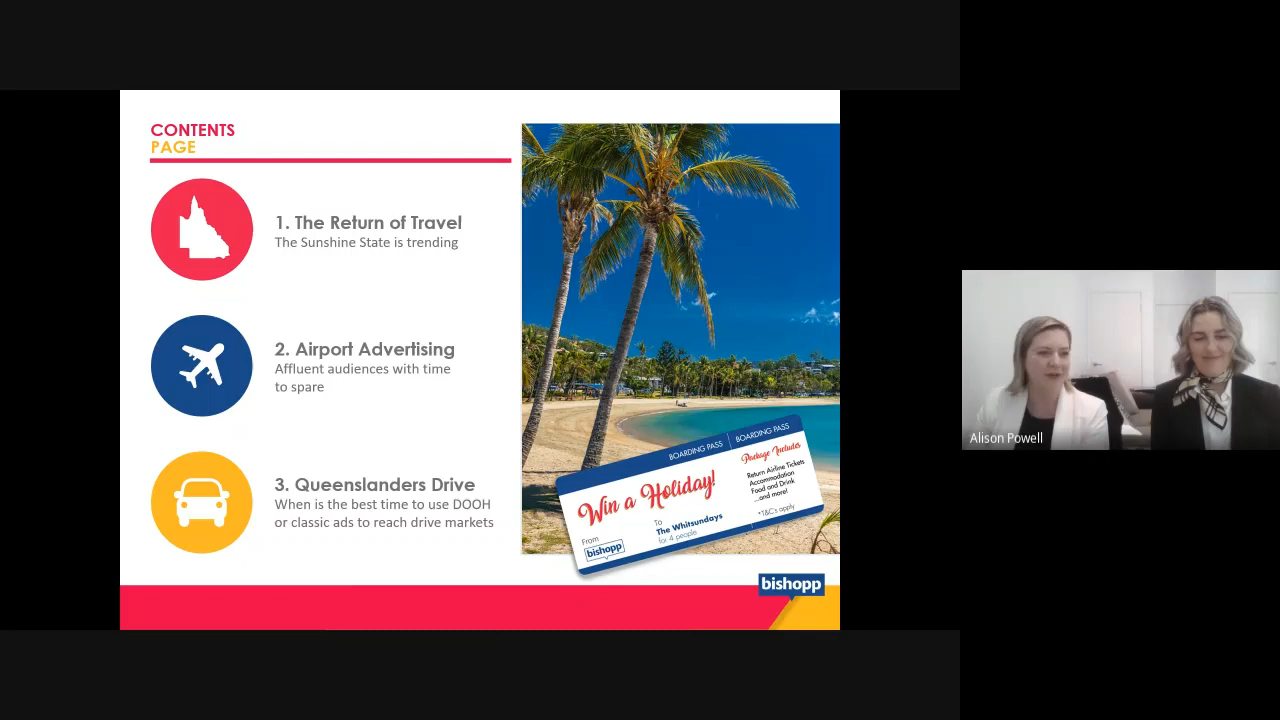 CONTENTS
PAGE
1. The Return of Travel
The Sunshine State is trending
2. Airport Advertising
Affluent audiences with time
to spare
3. Queenslanders Drive
When is the best time to use DOOH
or classic ads to reach drive markets
BOARDING PASS
BOARDING PASS
Win a Holiday!
From
bishopp
To
The Whitsundays
for 4 people
Package Includes
Return Airline Tickets
Accommodation
Food and Drink
...and more!
*T&C's apply
bishopp
Alison Powell